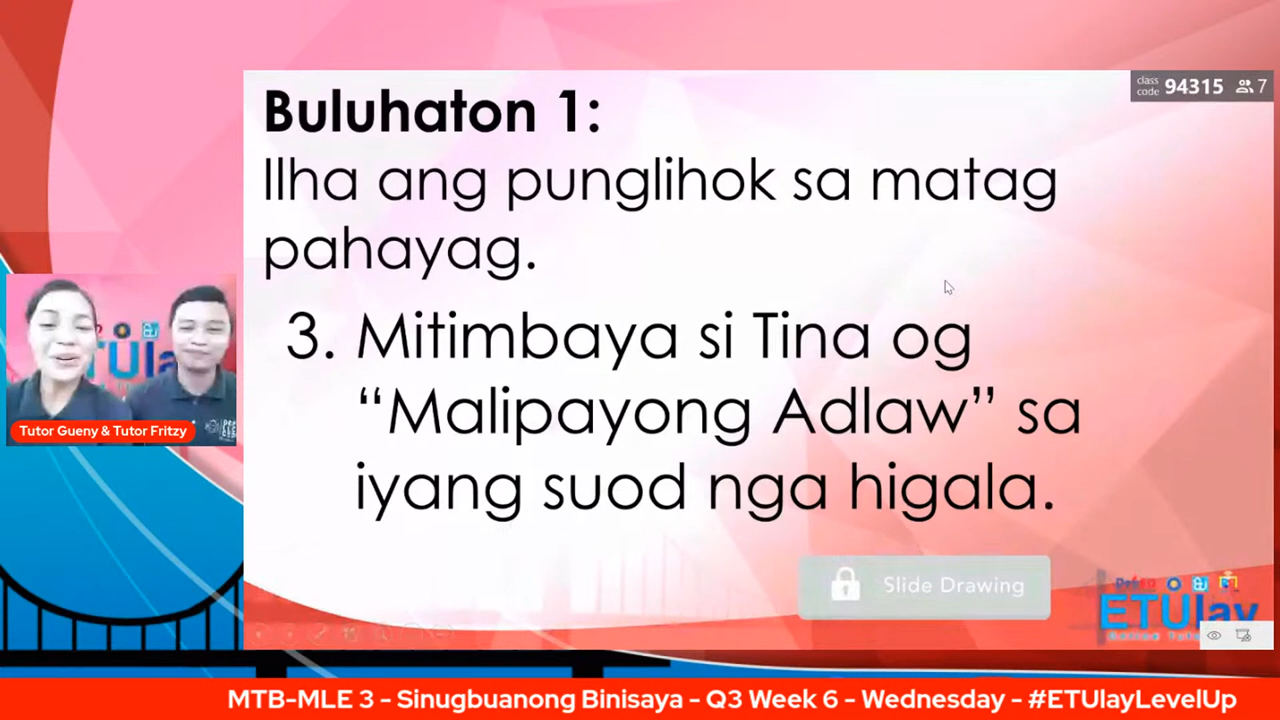 class code 94315 7
Buluhaton 1:
Ilha ang punglihok sa matag
pahayag.
3. Mitimbaya si Tina og
“Malipayong Adlaw” sa
iyang suod nga higala.
Tutor Gueny & Tutor Fritzy
Slide Drawing
ETUlay
MTB-MLE 3 - Sinugbuanong Binisaya - Q3 Week 6 - Wednesday - #ETUlayLevelUp